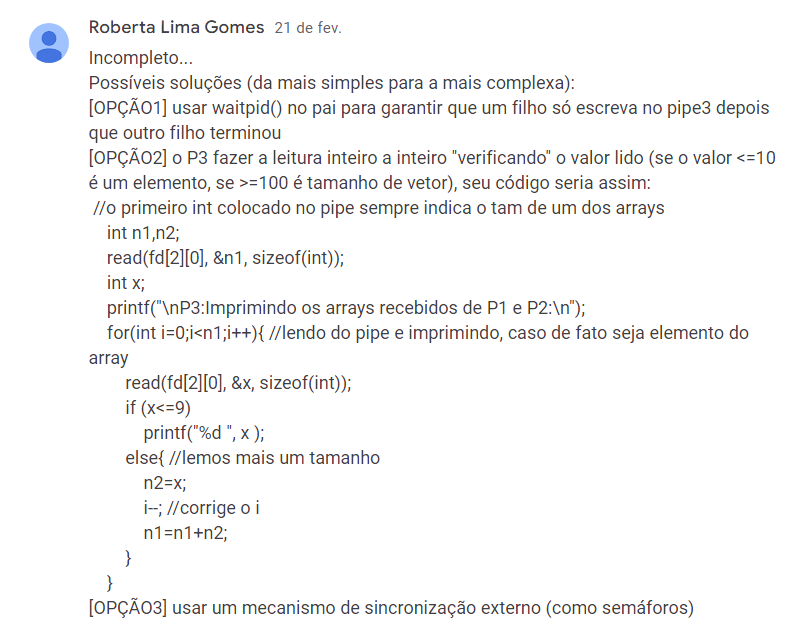 Roberta Lima Gomes 21 de fev.
Incompleto...
Possíveis soluções (da mais simples para a mais complexa):
[OPÇÃO1] usar waitpid() no pai para garantir que um filho só escreva no pipe3 depois
que outro filho terminou
[OPÇÃO2] o P3 fazer a leitura inteiro a inteiro "verificando" o valor lido (se o valor <=10
é um elemento, se >=100 é tamanho de vetor), seu código seria assim:
//o primeiro int colocado no pipe sempre indica o tam de um dos arrays
int n1,n2;
read(fd[2][0], &n1, sizeof(int));
int x;
printf("\nP3:Imprimindo os arrays recebidos de P1 e P2:\n");
for(int i=0;i<n1;i++){ //lendo do pipe e imprimindo, caso de fato seja elemento do
array
read(fd[2][0], &x, sizeof(int));
if (x<=9)
printf("%d ", x );
else{ //lemos mais um tamanho
n2=x;
i--; //corrige o i
n1=n1+n2;
}
}
[OPÇÃO3] usar um mecanismo de sincronização externo (como semáforos)